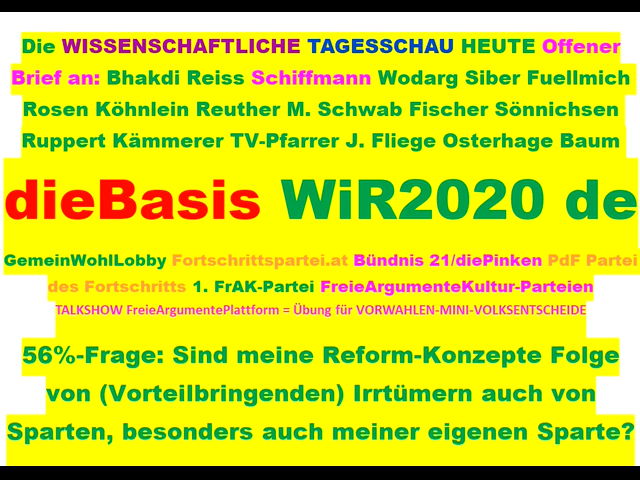 Die WISSENSCHAFTLICHE TAGESSCHAU HEUTE Offener
Brief an: Bhakdi Reiss Schiffmann Wodarg Siber Fuellmich
Rosen Köhnlein Reuther M. Schwab Fischer Sönnichsen
Ruppert Kämmerer TV-Pfarrer J. Fliege Osterhage Baum
dieBasis WiR2020 de
GemeinWohlLobby Fortschrittspartei.at Bündnis 21/diePinken PdF Partei
des Fortschritts 1. FrAK-Partei FreieArgumenteKultur-Parteien
TALKSHOW FreieArgumentePlattform = Übung für VORWAHLEN-MINI-VOLKSENTSCHEIDE
56%-Frage: Sind meine Reform-Konzepte Folge
von (Vorteilbringenden) Irrtümern auch von
Sparten, besonders auch meiner eigenen Sparte?